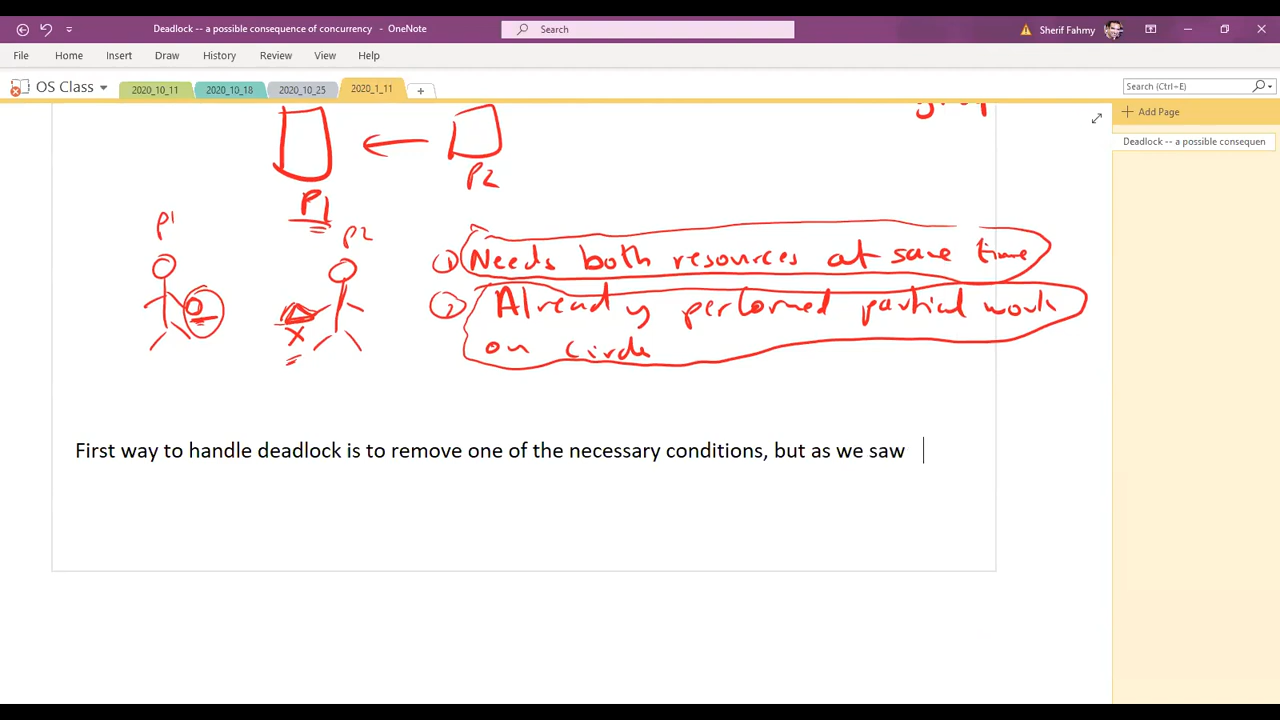 Deadlock -- a possible consequence of concurrency - OneNote
Search
Sherif Fahmy
File Home Insert Draw History Review View Help
OS Class
2020_10_11 2020_10_18 2020_10_25 2020_1_11
Search (Ctrl+E)
Add Page
Deadlock -- a possible consequen
P1
P2
P1
P2
1 Needs both resources at same time
2 Already performed partial work
on circle
First way to handle deadlock is to remove one of the necessary conditions, but as we saw